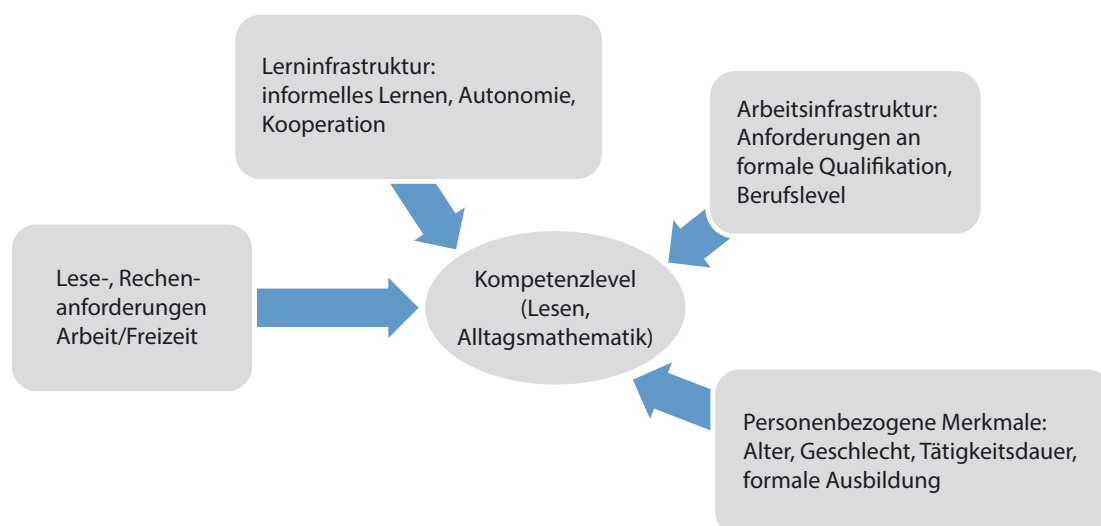 Lerninfrastruktur:
informelles Lernen, Autonomie,
Kooperation
Arbeitsinfrastruktur:
Anforderungen an
formale Qualifikation,
Berufslevel
Lese-, Rechen-
anforderungen
Arbeit/Freizeit
Kompetenzlevel
(Lesen,
Alltagsmathematik)
Personenbezogene Merkmale:
Alter, Geschlecht, Tätigkeitsdauer,
formale Ausbildung